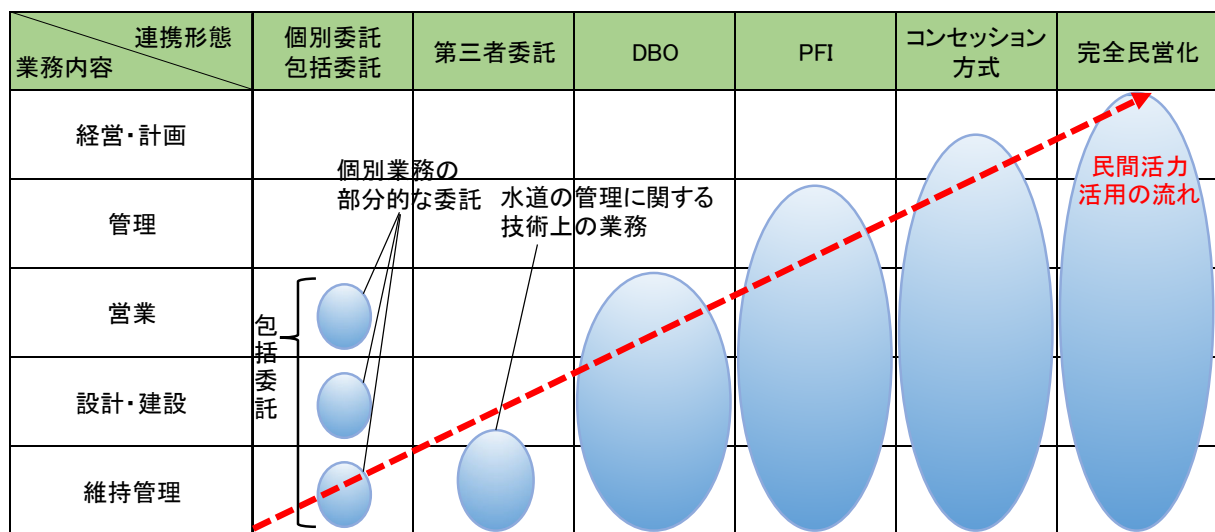 連携形態
業務内容
個別委託
包括委託
第三者委託
DBO
PFI
コンセッション
方式
完全民営化
経営・計画
管理
営業
設計・建設
維持管理
個別業務の
部分的な委託
水道の管理に関する
技術上の業務
包括委託
民間活力
活用の流れ